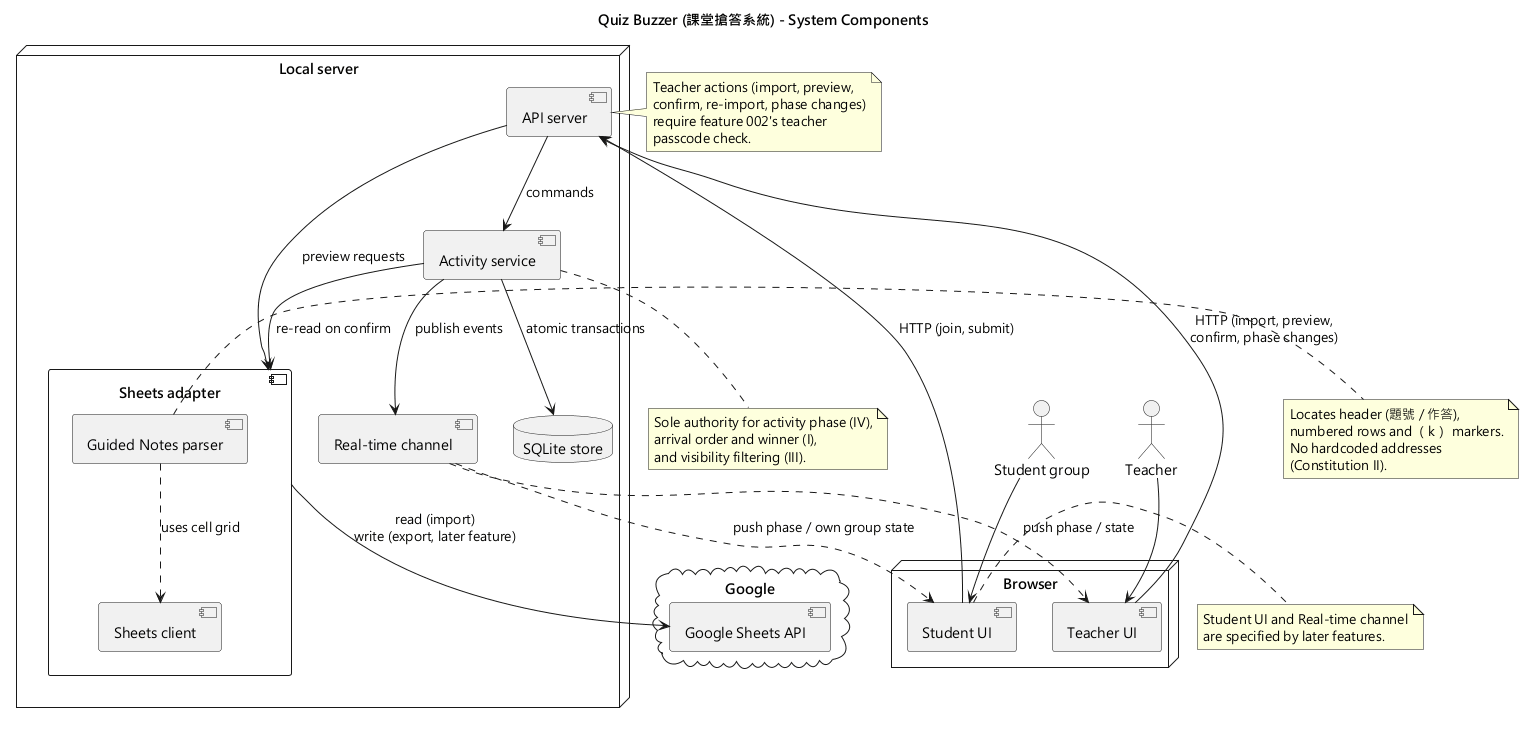 Quiz Buzzer (課堂搶答系統) - System Components
Local server
API server
Teacher actions (import, preview,
confirm, re-import, phase changes)
require feature 002's teacher
passcode check.
commands
Activity service
preview requests
re-read on confirm
publish events
atomic transactions
HTTP (join, submit)
HTTP (import, preview,
confirm, phase changes)
Sheets adapter
Guided Notes parser
Real-time channel
SQLite store
Sole authority for activity phase (IV),
arrival order and winner (I),
and visibility filtering (III).
Student group
Teacher
Locates header (題號 / 作答),
numbered rows and （k） markers.
No hardcoded addresses
(Constitution II).
uses cell grid
read (import)
write (export, later feature)
push phase / own group state
push phase / state
Google
Google Sheets API
Browser
Student UI
Teacher UI
Sheets client
Student UI and Real-time channel
are specified by later features.